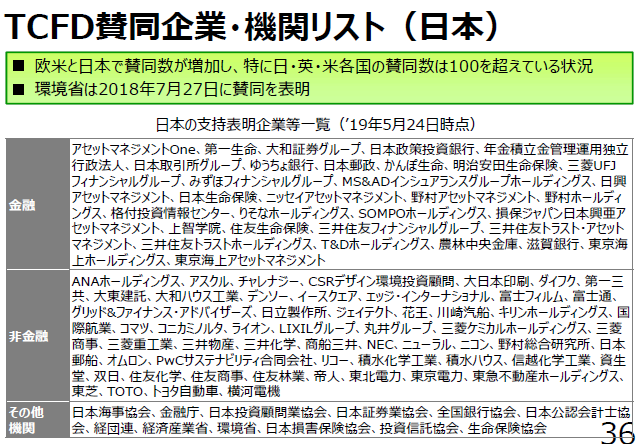 TCFD賛同企業・機関リスト（日本）
■ 欧米と日本で賛同数が増加し、特に日・英・米各国の賛同数は100を超えている状況
■ 環境省は2018年7月27日に賛同を表明
日本の支持表明企業等一覧（’19年5月24日時点）
金融
アセットマネジメントOne、第一生命、大和証券グループ、日本政策投資銀行、年金積立金管理運用独立
行政法人、日本取引所グループ、ゆうちょ銀行、日本郵政、かんぽ生命、明治安田生命保険、三菱UFJ
フィナンシャルグループ、みずほフィナンシャルグループ、MS&ADインシュアランスグループホールディングス、日興
アセットマネジメント、日本生命保険、ニッセイアセットマネジメント、野村アセットマネジメント、野村ホールディ
ングス、格付投資情報センター、りそなホールディングス、SOMPOホールディングス、損保ジャパン日本興亜ア
セットマネジメント、上智学院、住友生命保険、三井住友フィナンシャルグループ、三井住友トラスト・アセット
マネジメント、三井住友トラストホールディングス、T&Dホールディングス、農林中央金庫、滋賀銀行、東京海
上ホールディングス、東京海上アセットマネジメント
非金融
ANAホールディングス、アスクル、チャレナジー、CSRデザイン環境投資顧問、大日本印刷、ダイフク、第一三
共、大東建託、大和ハウス工業、デンソー、イースクエア、エッジ・インターナショナル、富士フィルム、富士通、
グリッド&ファイナンス・アドバイザーズ、日立製作所、ジェイテクト、花王、川崎汽船、キリンホールディングス、国
際航業、コマツ、コニカミノルタ、ライオン、LIXILグループ、丸井グループ、三菱ケミカルホールディングス、三菱
商事、三菱重工業、三井物産、三井化学、商船三井、NEC、ニューラル、ニコン、野村総合研究所、日本
郵船、オムロン、PwCサステナビリティ合同会社、リコー、積水化学工業、積水ハウス、信越化学工業、資生
堂、双日、住友化学、住友商事、住友林業、帝人、東北電力、東京電力、東急不動産ホールディングス、
東芝、TOTO、トヨタ自動車、横河電機
その他
機関
日本海事協会、金融庁、日本投資顧問業協会、日本証券業協会、全国銀行協会、日本公認会計士協
会、経団連、経済産業省、環境省、日本損害保険協会、投資信託協会、生命保険協会
36